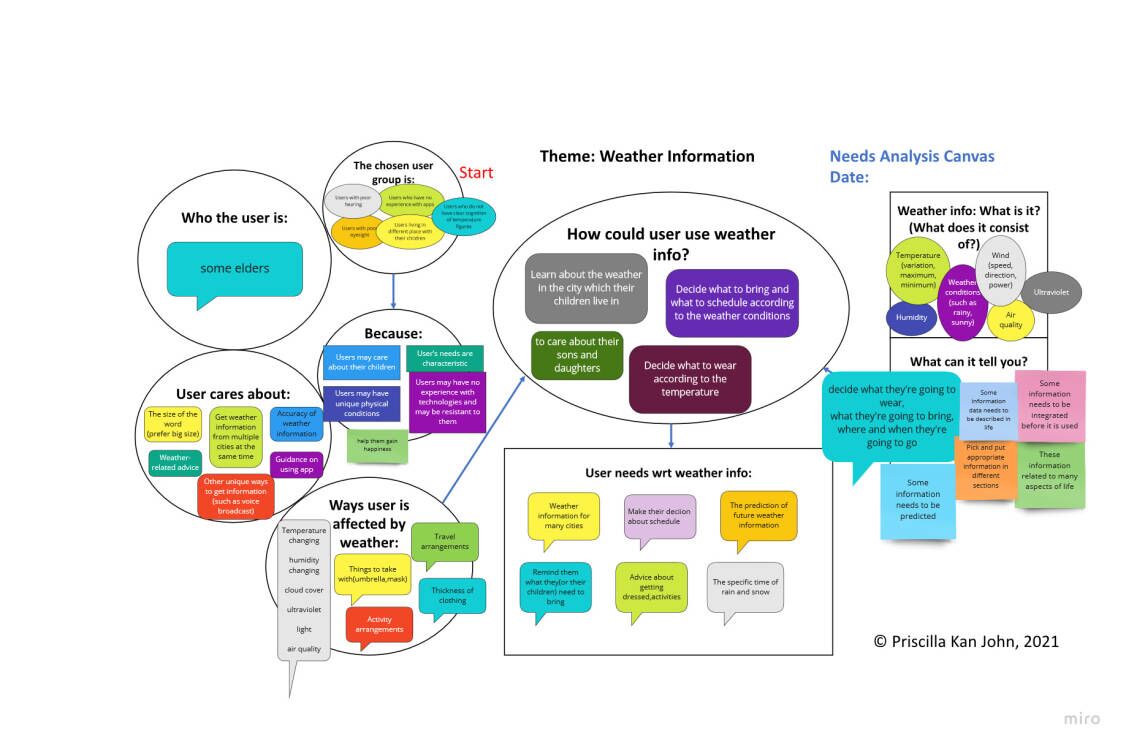 Theme: Weather Information
Needs Analysis Canvas
Date:
Start
The chosen user
group is:
Users with poor
hearing
Users who have no
experience with apps
Users who do not
have clear cognition
of temperature
figures
Users with poor
eyesight
Users living in
different place with
their children
Who the user is:
some elders
Because:
Users may care
about their children
User's needs are
characteristic
Users may have
unique physical
conditions
Users may have no
experience with
technologies and
may be resistant to
them
help them gain
happiness
User cares about:
The size of the
word
(prefer big size)
Get weather
information
from multiple
cities at the
same time
Accuracy of
weather
information
Weather-
related advice
Guidance on
using app
Other unique ways
to get information
(such as voice
broadcast)
Ways user is
affected by
weather:
Temperature
changing
humidity
changing
cloud cover
ultraviolet
light
air quality
Travel
arrangements
Things to take
with(umbrella,mask)
Thickness of
clothing
Activity
arrangements
How could user use weather
info?
Learn about the weather
in the city which their
children live in
Decide what to bring and
what to schedule according
to the weather conditions
to care about their
sons and
daughters
Decide what to wear
according to the
temperature
User needs wrt weather info:
Weather
information for
many cities
Make their decion
about schedule
The prediction of
future weather
information
Remind them
what they(or their
children) need to
bring
Advice about
getting
dressed,activities
The specific time of
rain and snow
Weather info: What is it?
(What does it consist
of?)
Temperature
(variation,
maximum,
minimum)
Wind
(speed,
direction,
power)
Weather
conditions
(such as
rainy,
sunny)
Ultraviolet
Humidity
Air
quality
What can it tell you?
decide what they're going to
wear,
what they're going to bring,
where and when they're
going to go
Some
information
data needs to
be described in
life
Some
information
needs to be
integrated
before it is used
Pick and put
appropriate
information in
different
sections
These
information
related to many
aspects of life
Some
information
needs to be
predicted
© Priscilla Kan John, 2021
miro